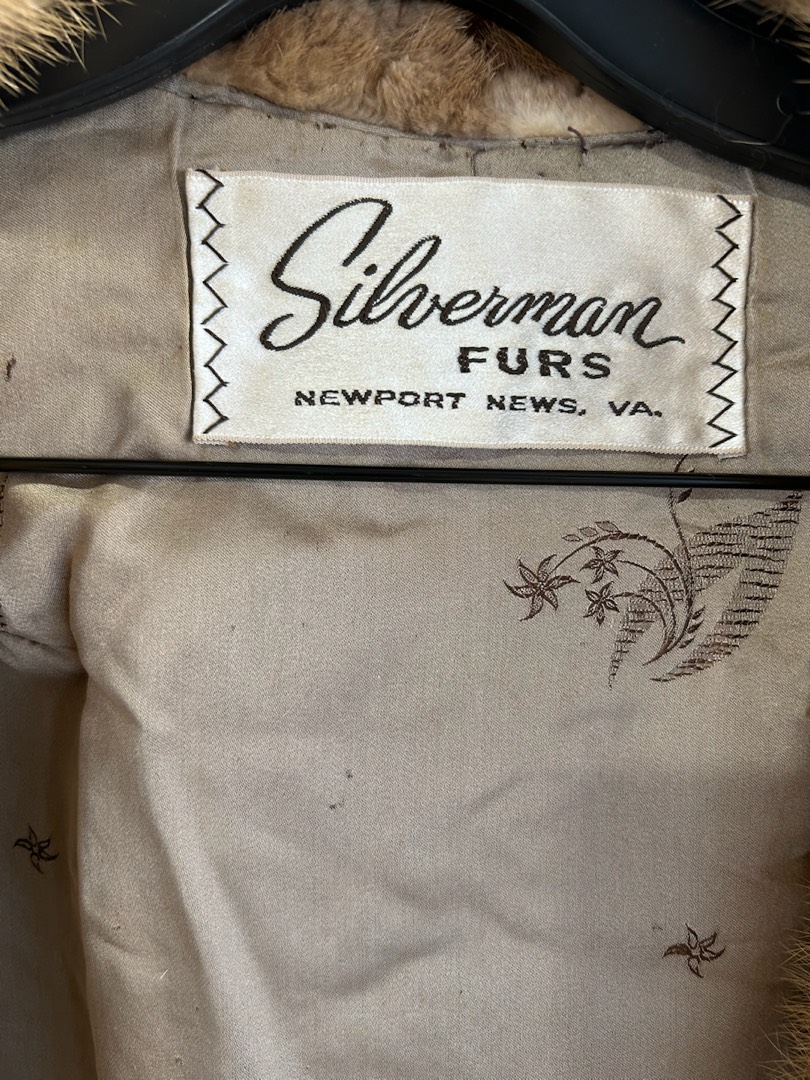 Silverman
FURS
NEWPORT NEWS, VA.